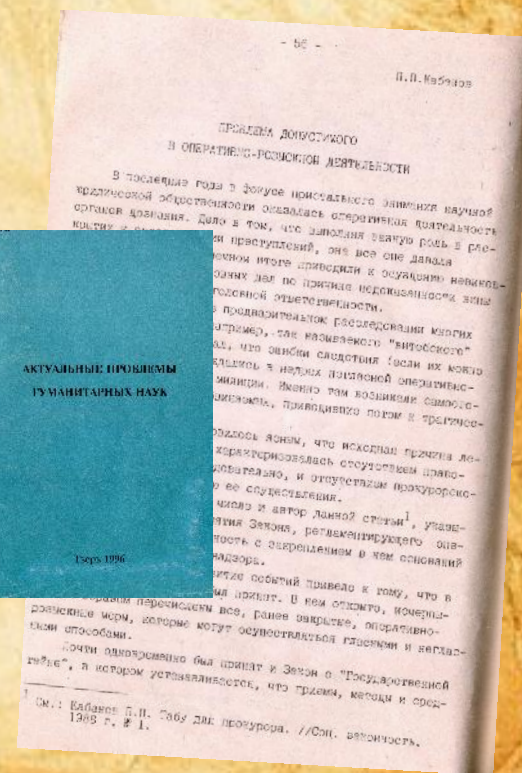 - 56 -
П.П.Кабанов
ПРОБЛЕМА ДОПУСТИМОГО
В ОПЕРАТИВНО-РОЗЫСКНОЙ ДЕЯТЕЛЬНОСТИ
В последние годы в фокусе пристального внимания научной
юридической общественности оказалась оперативная деятельность
органов дознания. Дело в том, что выполняя важную роль в рас-
крытии и преступлений, она все еще давала
конечном итоге приводили к осуждению невинов-
дел по причине недоказанности вины
уголовной ответственности.
предварительном расследовании многих
например, так называемого "витебского"
что ошибки следствия (если их можно
в недрах негласной оперативно-
милиции. Именно там возникали самоого-
приводившие потом к трагичес-
ясным, что исходная причина ле-
характеризовалась отсутствием право-
и отсутствием прокурорско-
ее осуществления.
числе и автор данной статьи¹, указы-
Закона, регламентирующего опе-
с закреплением в нем оснований
надзора.
событий привело к тому, что в
принят. В нем открыто, исчерпы-
перечислены все, ранее закрытые, оперативно-
розыскные меры, которые могут осуществляться гласными и неглас-
ными способами.
Почти одновременно был принят и Закон о "Государственной
тайне", в котором устанавливается, что приемы, методы и сред-
¹ См.: Кабанов П.П. Табу для прокурора. //Соц. законность.
1988 г. № 1.
АКТУАЛЬНЫЕ ПРОБЛЕМЫ
ГУМАНИТАРНЫХ НАУК
Тверь 1996